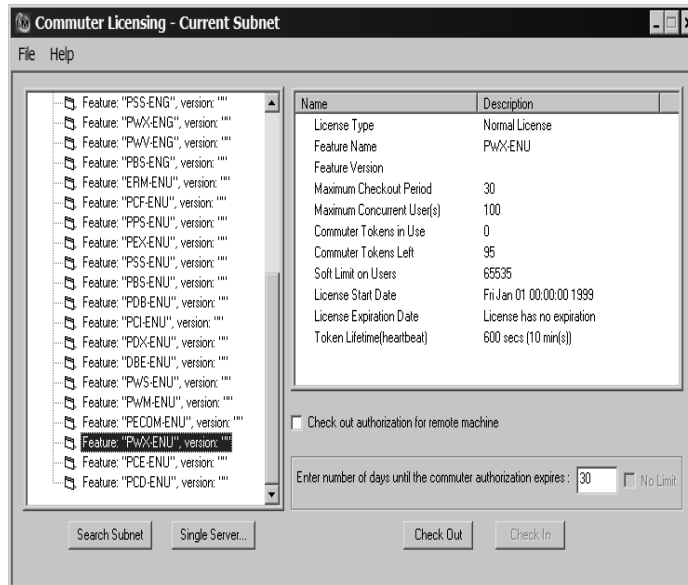 Commuter Licensing - Current Subnet
File Help
Feature: "PSS-ENG", version: ""
Feature: "PWX-ENG", version: ""
Feature: "PWV-ENG", version: ""
Feature: "PBS-ENG", version: ""
Feature: "ERM-ENU", version: ""
Feature: "PCF-ENU", version: ""
Feature: "PPS-ENU", version: ""
Feature: "PEX-ENU", version: ""
Feature: "PSS-ENU", version: ""
Feature: "PBS-ENU", version: ""
Feature: "PDB-ENU", version: ""
Feature: "PCI-ENU", version: ""
Feature: "PDX-ENU", version: ""
Feature: "DBE-ENU", version: ""
Feature: "PWS-ENU", version: ""
Feature: "PWM-ENU", version: ""
Feature: "PECOM-ENU", version: ""
Feature: "PWX-ENU", version: ""
Feature: "PCE-ENU", version: ""
Feature: "PCD-ENU", version: ""
Search Subnet Single Server...
Name Description
License Type Normal License
Feature Name PWX-ENU
Feature Version
Maximum Checkout Period 30
Maximum Concurrent User(s) 100
Commuter Tokens in Use 0
Commuter Tokens Left 95
Soft Limit on Users 65535
License Start Date Fri Jan 01 00:00:00 1999
License Expiration Date License has no expiration
Token Lifetime(heartbeat) 600 secs (10 min(s))
Check out authorization for remote machine
Enter number of days until the commuter authorization expires : 30 No Limit
Check Out Check In